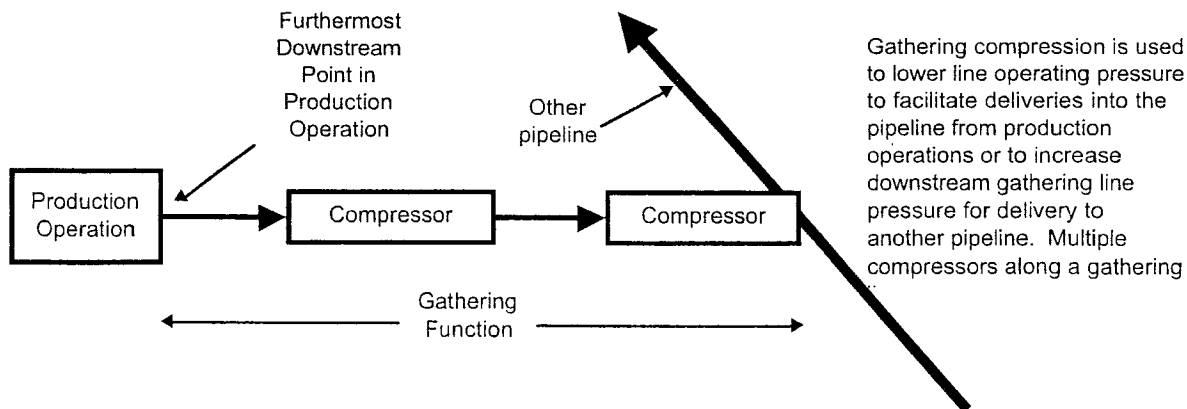 Furthermost
Downstream
Point in
Production
Operation
Other
pipeline
Production
Operation
Compressor
Compressor
Gathering
Function
Gathering compression is used
to lower line operating pressure
to facilitate deliveries into the
pipeline from production
operations or to increase
downstream gathering line
pressure for delivery to
another pipeline. Multiple
compressors along a gathering